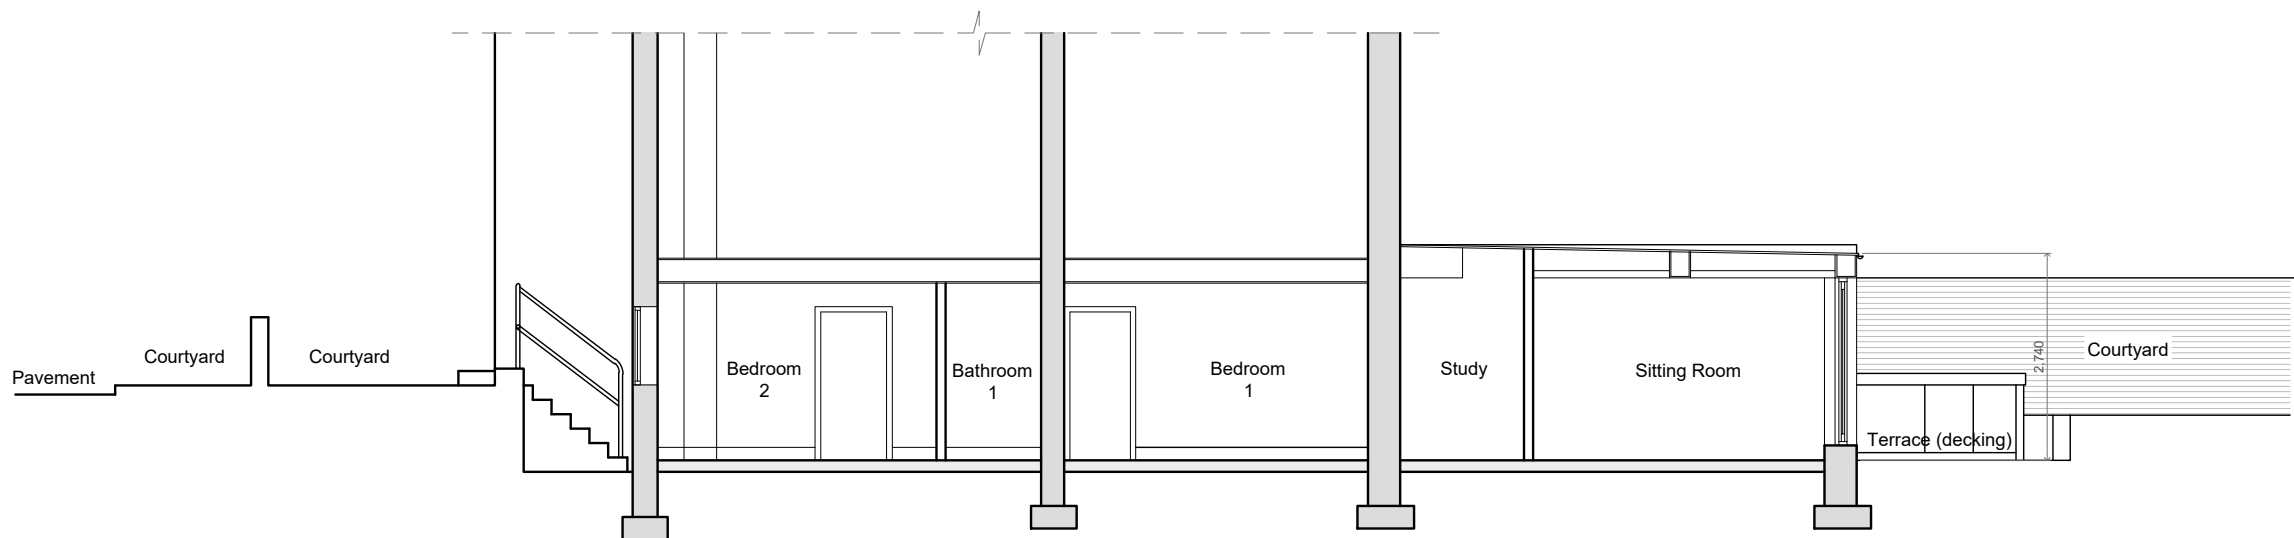 Pavement
Courtyard
Courtyard
Bedroom
2
Bathroom
1
Bedroom
1
Study
Sitting Room
2,740
Courtyard
Terrace (decking)